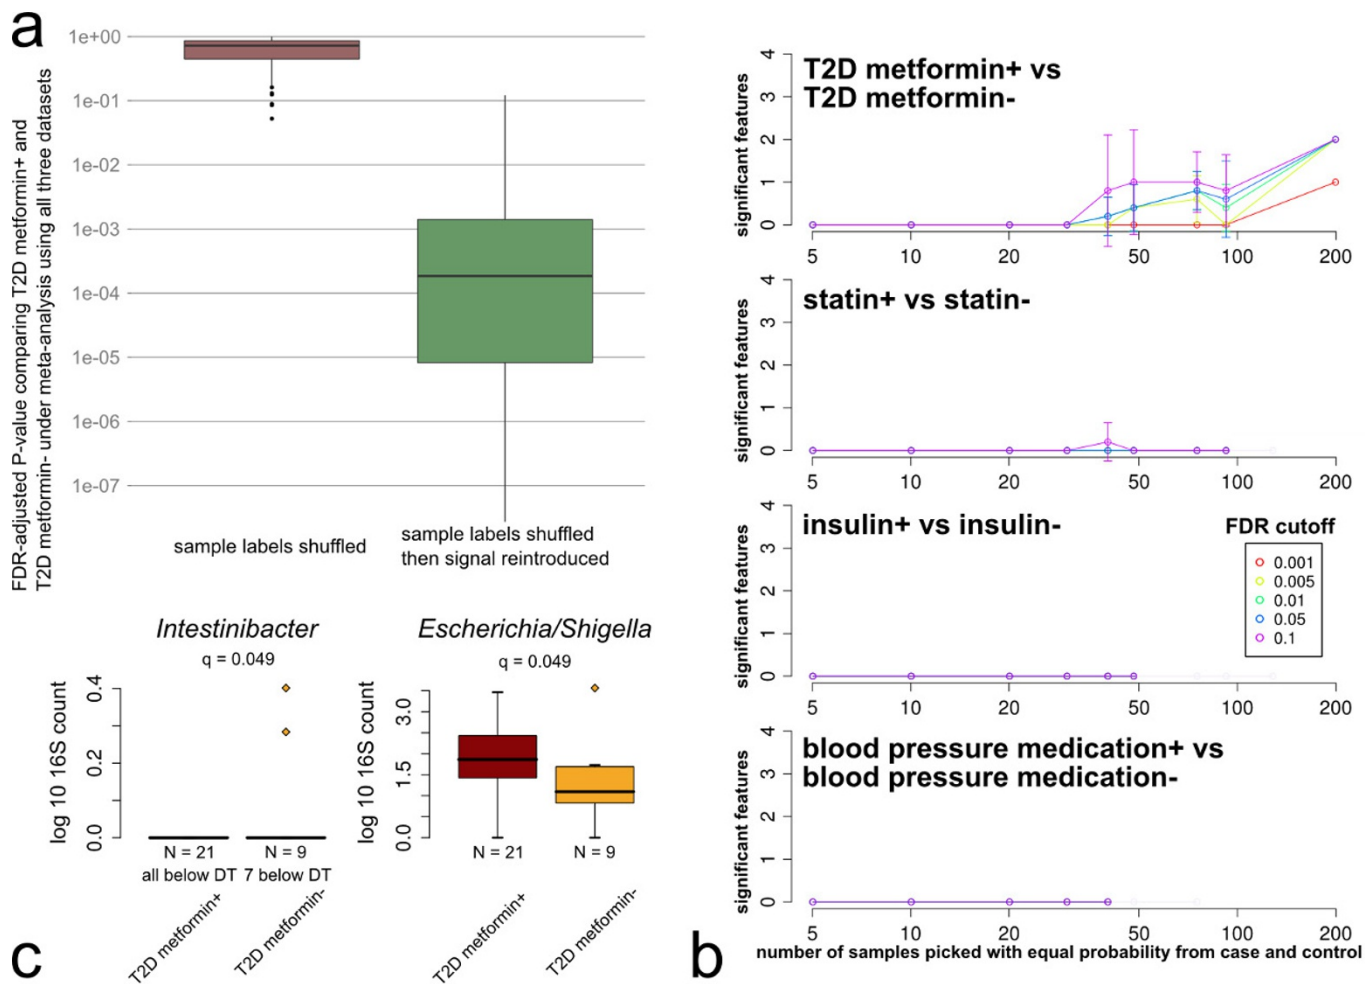 a
FDR-adjusted P-value comparing T2D metformin+ and
T2D metformin- under meta-analysis using all three datasets
1e+00
1e-01
1e-02
1e-03
1e-04
1e-05
1e-06
1e-07
sample labels shuffled
sample labels shuffled
then signal reintroduced
c
Intestinibacter
q = 0.049
log 10 16S count
0.4
0.2
0.0
N = 21
all below DT
N = 9
7 below DT
T2D metformin+
T2D metformin-
Escherichia/Shigella
q = 0.049
log 10 16S count
3.0
1.5
0.0
N = 21
N = 9
T2D metformin+
T2D metformin-
b
T2D metformin+ vs
T2D metformin-
significant features
4
3
2
1
0
5 10 20 50 100 200
statin+ vs statin-
significant features
4
3
2
1
0
5 10 20 50 100 200
insulin+ vs insulin-
significant features
4
3
2
1
0
5 10 20 50 100 200
FDR cutoff
0.001
0.005
0.01
0.05
0.1
blood pressure medication+ vs
blood pressure medication-
significant features
4
3
2
1
0
5 10 20 50 100 200
number of samples picked with equal probability from case and control